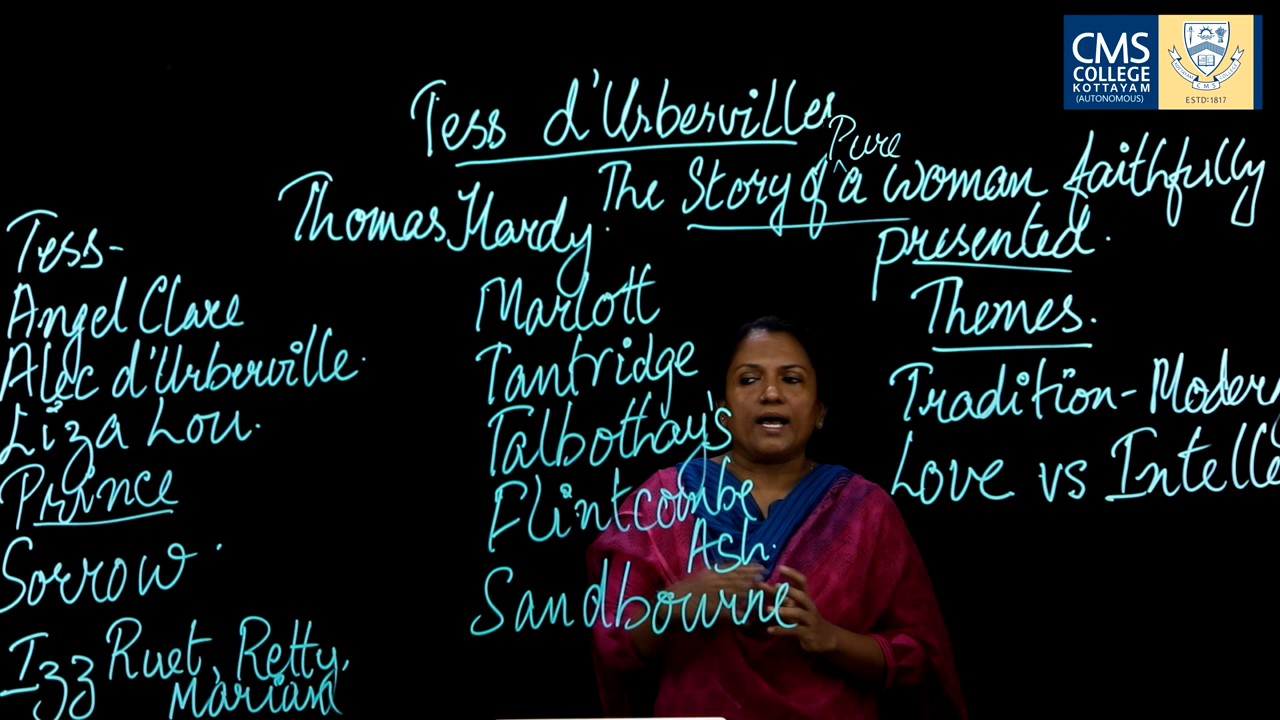 CMS
COLLEGE
KOTTAYAM
(AUTONOMOUS)
ESTD:1817
Tess d'Urbervilles
Thomas Hardy.
The Story of ^ Pure a woman faithfully
presented.
Tess-
Angel Clare
Alec d'Urberville.
Liza Lou.
Prince
Sorrow.
Izz Ruet, Retty,
Marian
Marlott
Tantridge
Talbothay's
Flintcombe
Ash.
Sandbourne
Themes.
Tradition - Modern
Love vs Intelle